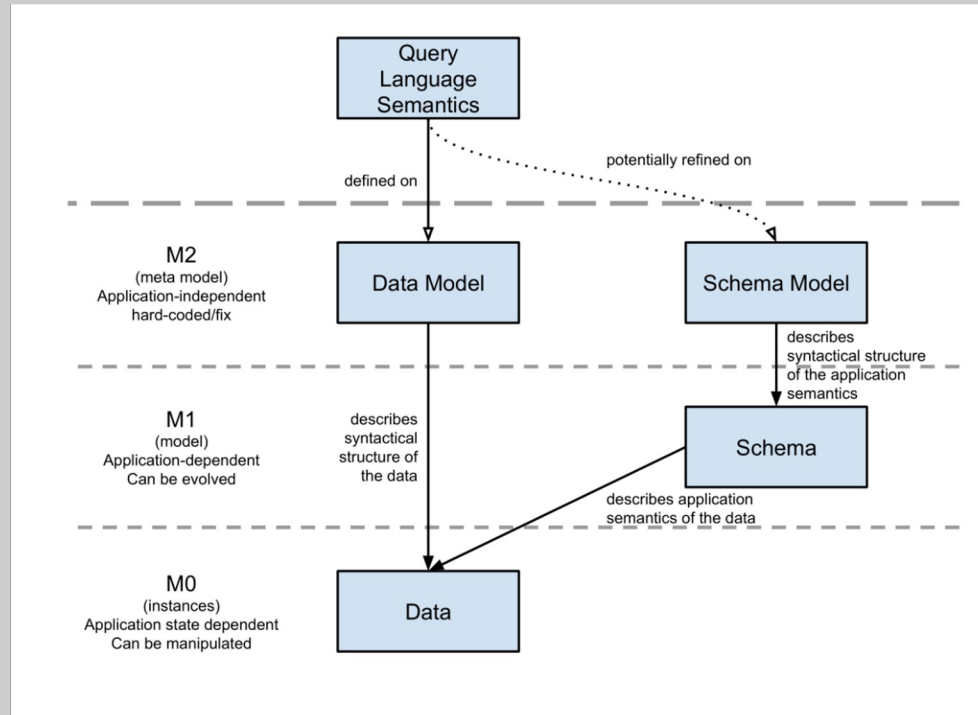 Query
Language
Semantics
potentially refined on
defined on
M2
(meta model)
Application-independent
hard-coded/fix
Data Model
Schema Model
describes
syntactical structure
of the application
semantics
M1
(model)
Application-dependent
Can be evolved
describes
syntactical
structure of
the data
Schema
describes application
semantics of the data
M0
(instances)
Application state dependent
Can be manipulated
Data